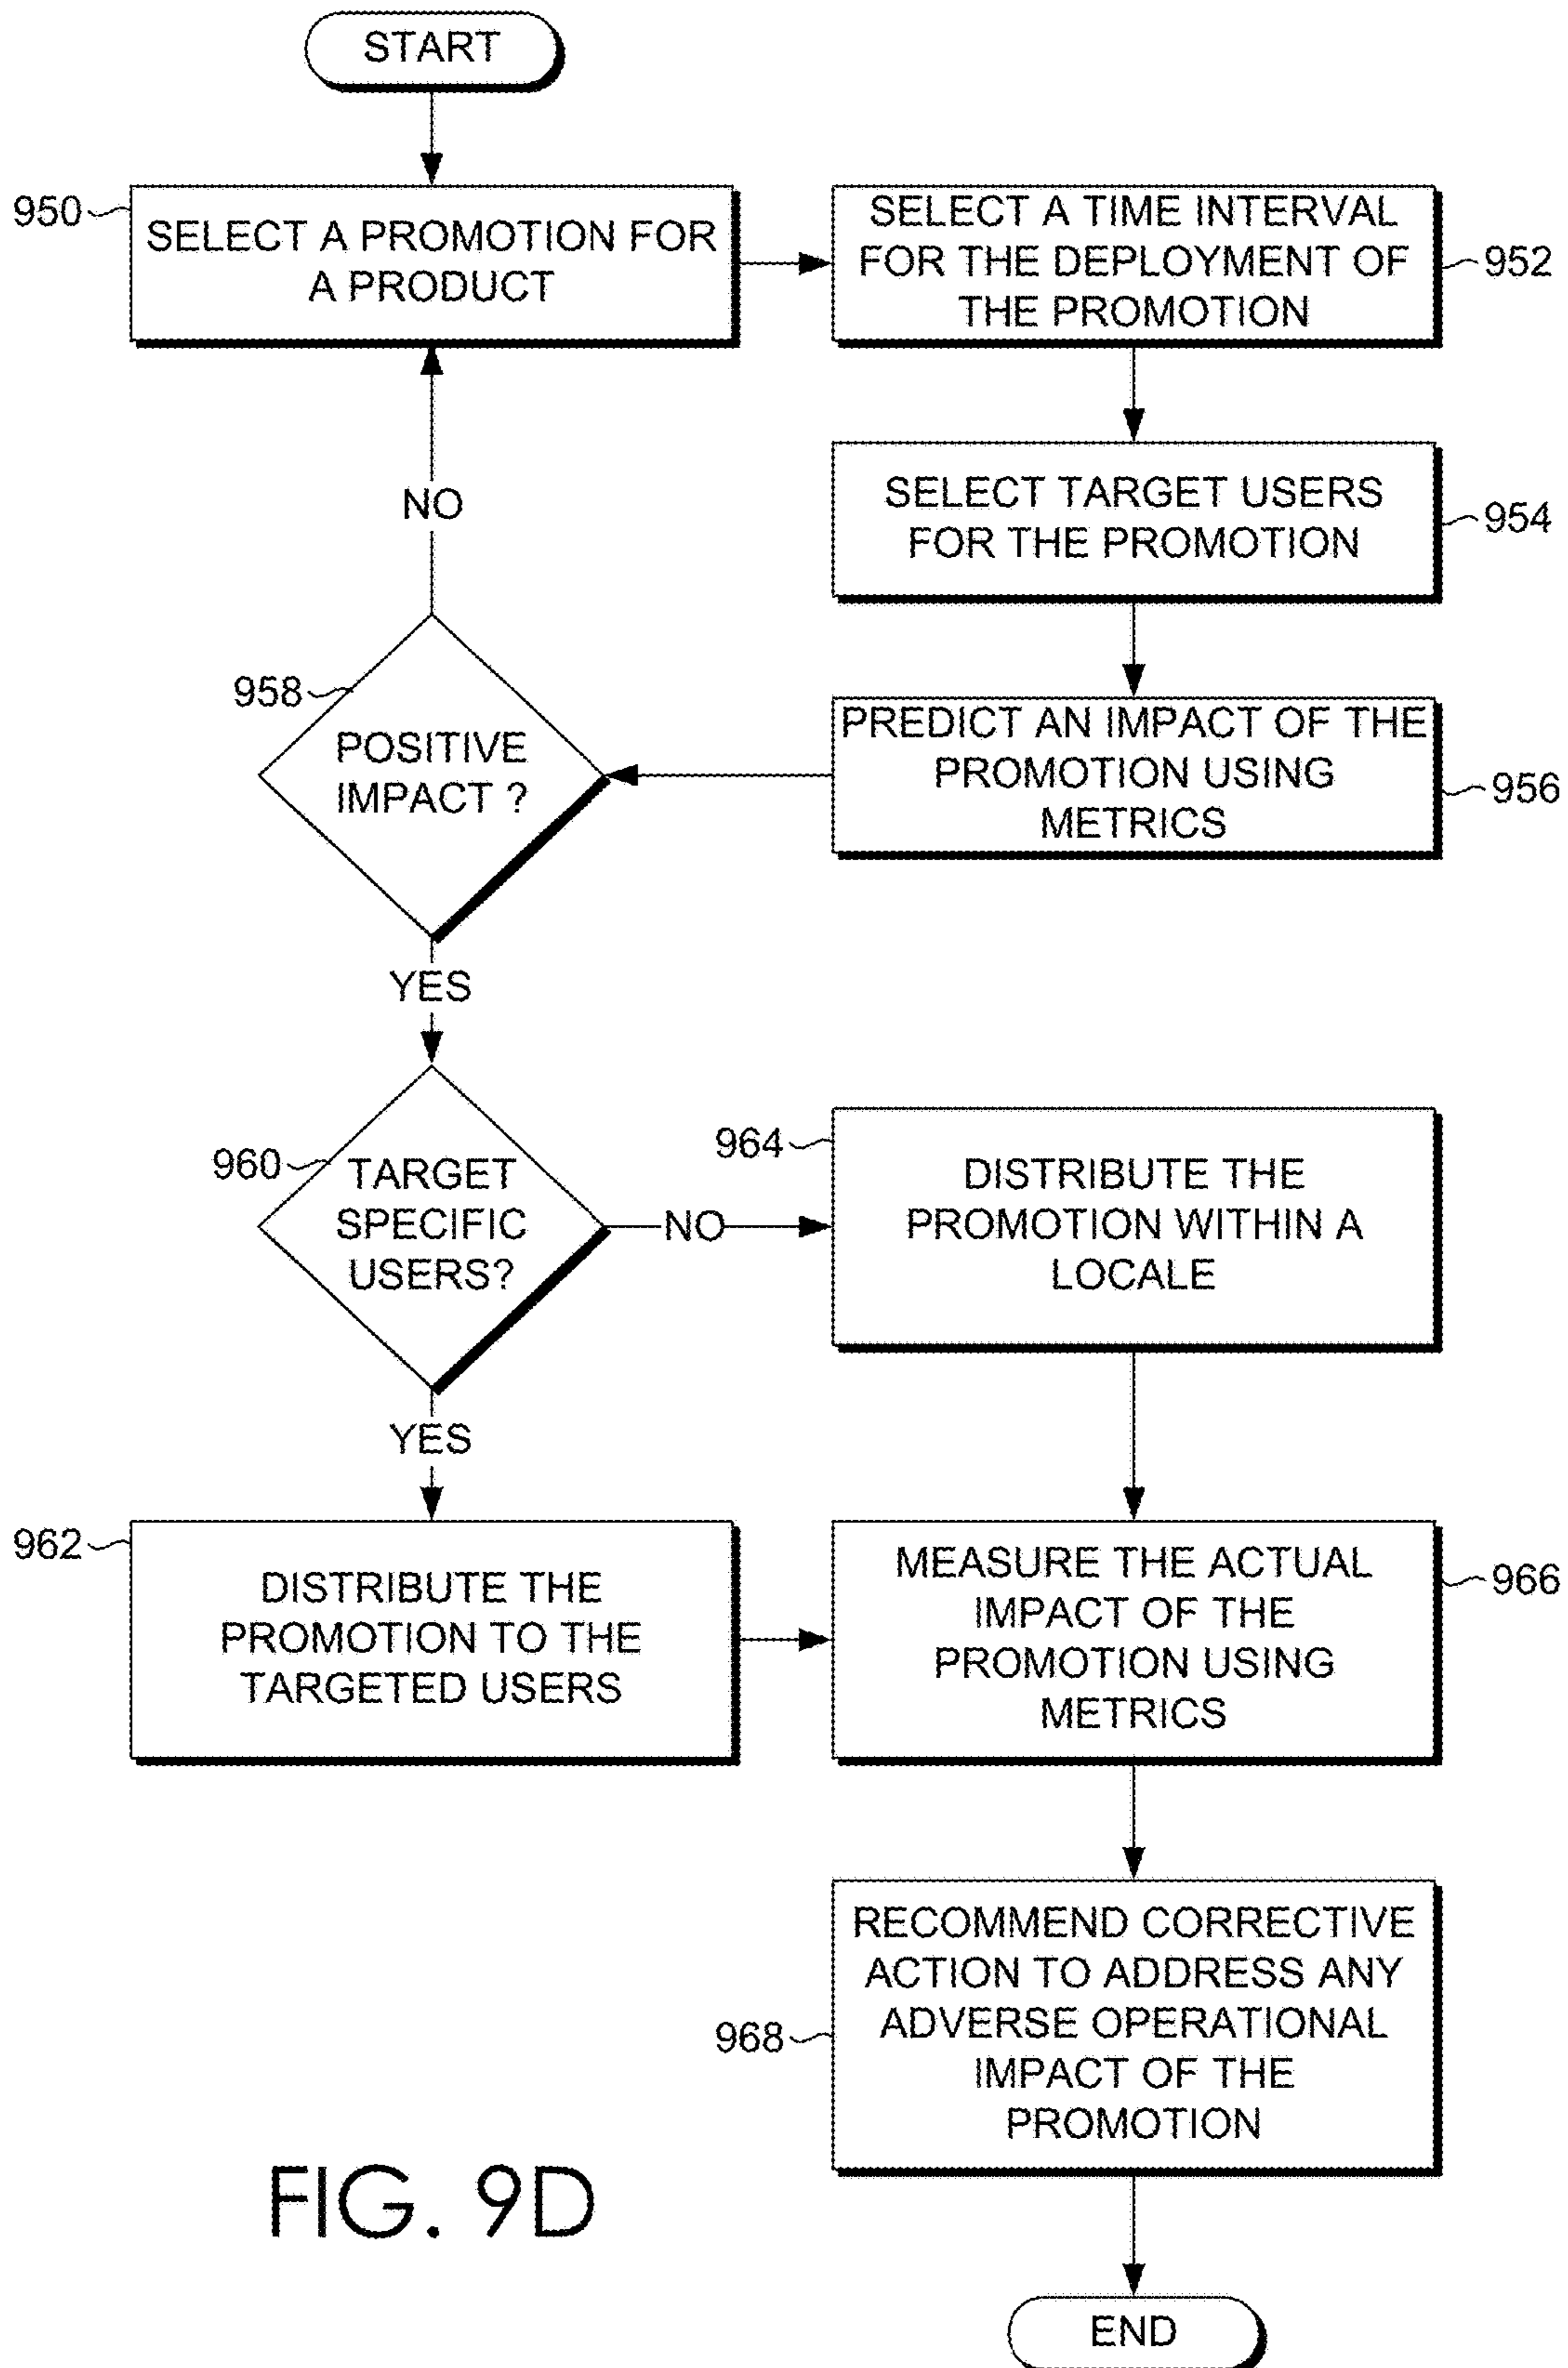 START
950
SELECT A PROMOTION FOR
A PRODUCT
SELECT A TIME INTERVAL
FOR THE DEPLOYMENT OF
THE PROMOTION
952
SELECT TARGET USERS
FOR THE PROMOTION
954
NO
958
POSITIVE
IMPACT ?
PREDICT AN IMPACT OF THE
PROMOTION USING
METRICS
956
YES
960
TARGET
SPECIFIC
USERS?
NO
964
DISTRIBUTE THE
PROMOTION WITHIN A
LOCALE
YES
962
DISTRIBUTE THE
PROMOTION TO THE
TARGETED USERS
MEASURE THE ACTUAL
IMPACT OF THE
PROMOTION USING
METRICS
966
968
RECOMMEND CORRECTIVE
ACTION TO ADDRESS ANY
ADVERSE OPERATIONAL
IMPACT OF THE
PROMOTION
END
FIG. 9D